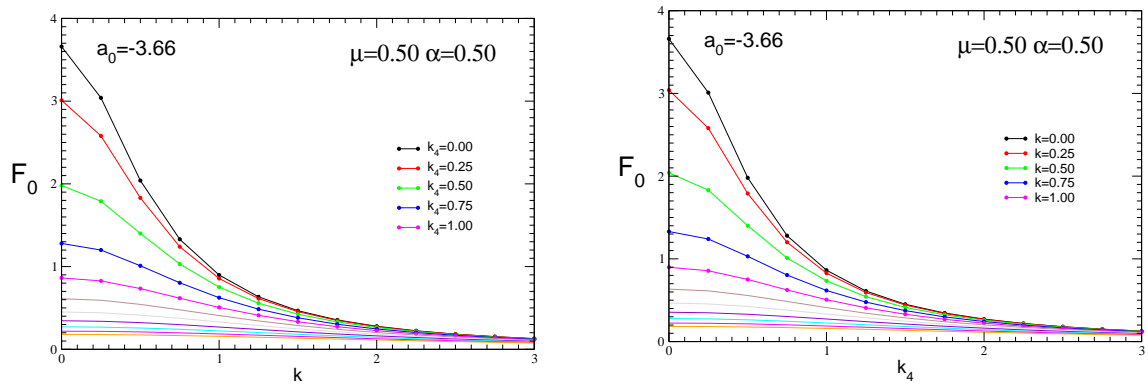 4
a₀=-3.66
μ=0.50 α=0.50
3
k₄=0.00
k₄=0.25
k₄=0.50
k₄=0.75
k₄=1.00
F₀
2
1
0
0 1 2 3
k
4
a₀=-3.66
μ=0.50 α=0.50
3
k=0.00
k=0.25
k=0.50
k=0.75
k=1.00
F₀
2
1
0
0 1 2 3
k₄